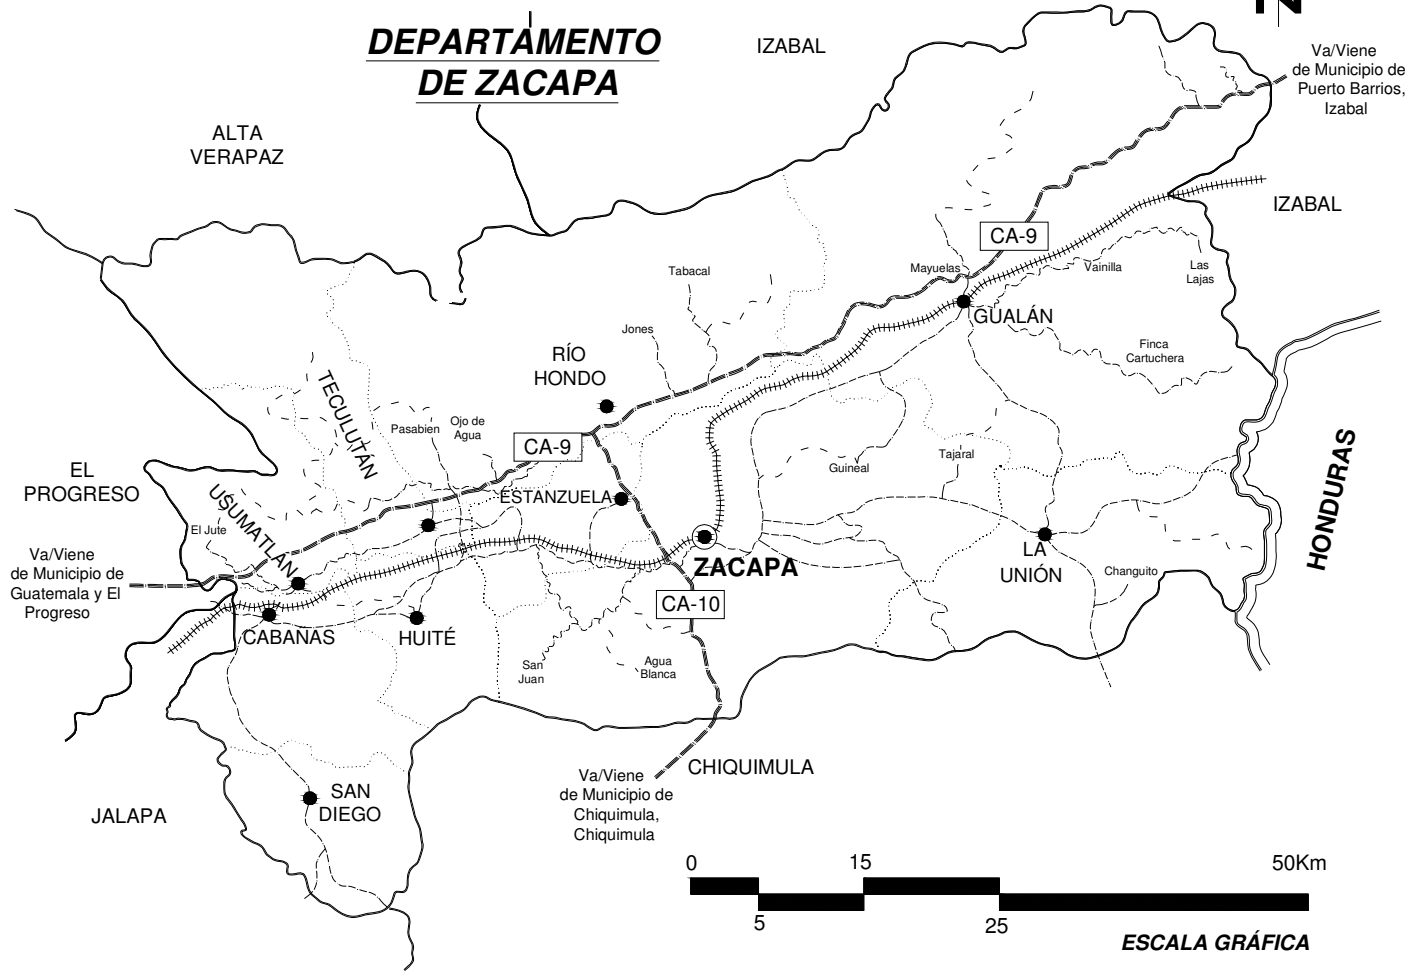 N
DEPARTAMENTO
DE ZACAPA
IZABAL
Va/Viene
de Municipio de
Puerto Barrios,
Izabal
ALTA
VERAPAZ
IZABAL
CA-9
Mayuelas
Vainilla
Las
Lajas
Tabacal
GUALÁN
Jones
RÍO
HONDO
Finca
Cartuchera
TECULUTÁN
Pasabien
Ojo de
Agua
CA-9
EL
PROGRESO
USUMATLÁN
ESTANZUELA
Guineal
Tajaral
HONDURAS
El Jute
Va/Viene
de Municipio de
Guatemala y El
Progreso
ZACAPA
LA
UNIÓN
Changuito
CA-10
CABANAS
HUITÉ
San
Juan
Agua
Blanca
CHIQUIMULA
Va/Viene
de Municipio de
Chiquimula,
Chiquimula
SAN
DIEGO
JALAPA
0
15
50Km
5
25
ESCALA GRÁFICA